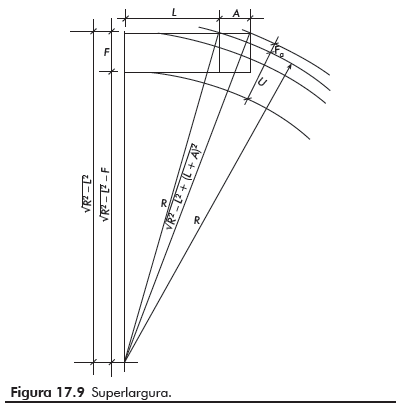 L A
F
F₀
U
√R² – L²
√R² – L² – F
R
√R² – L² + (L + A)²
R
Figura 17.9 Superlargura.